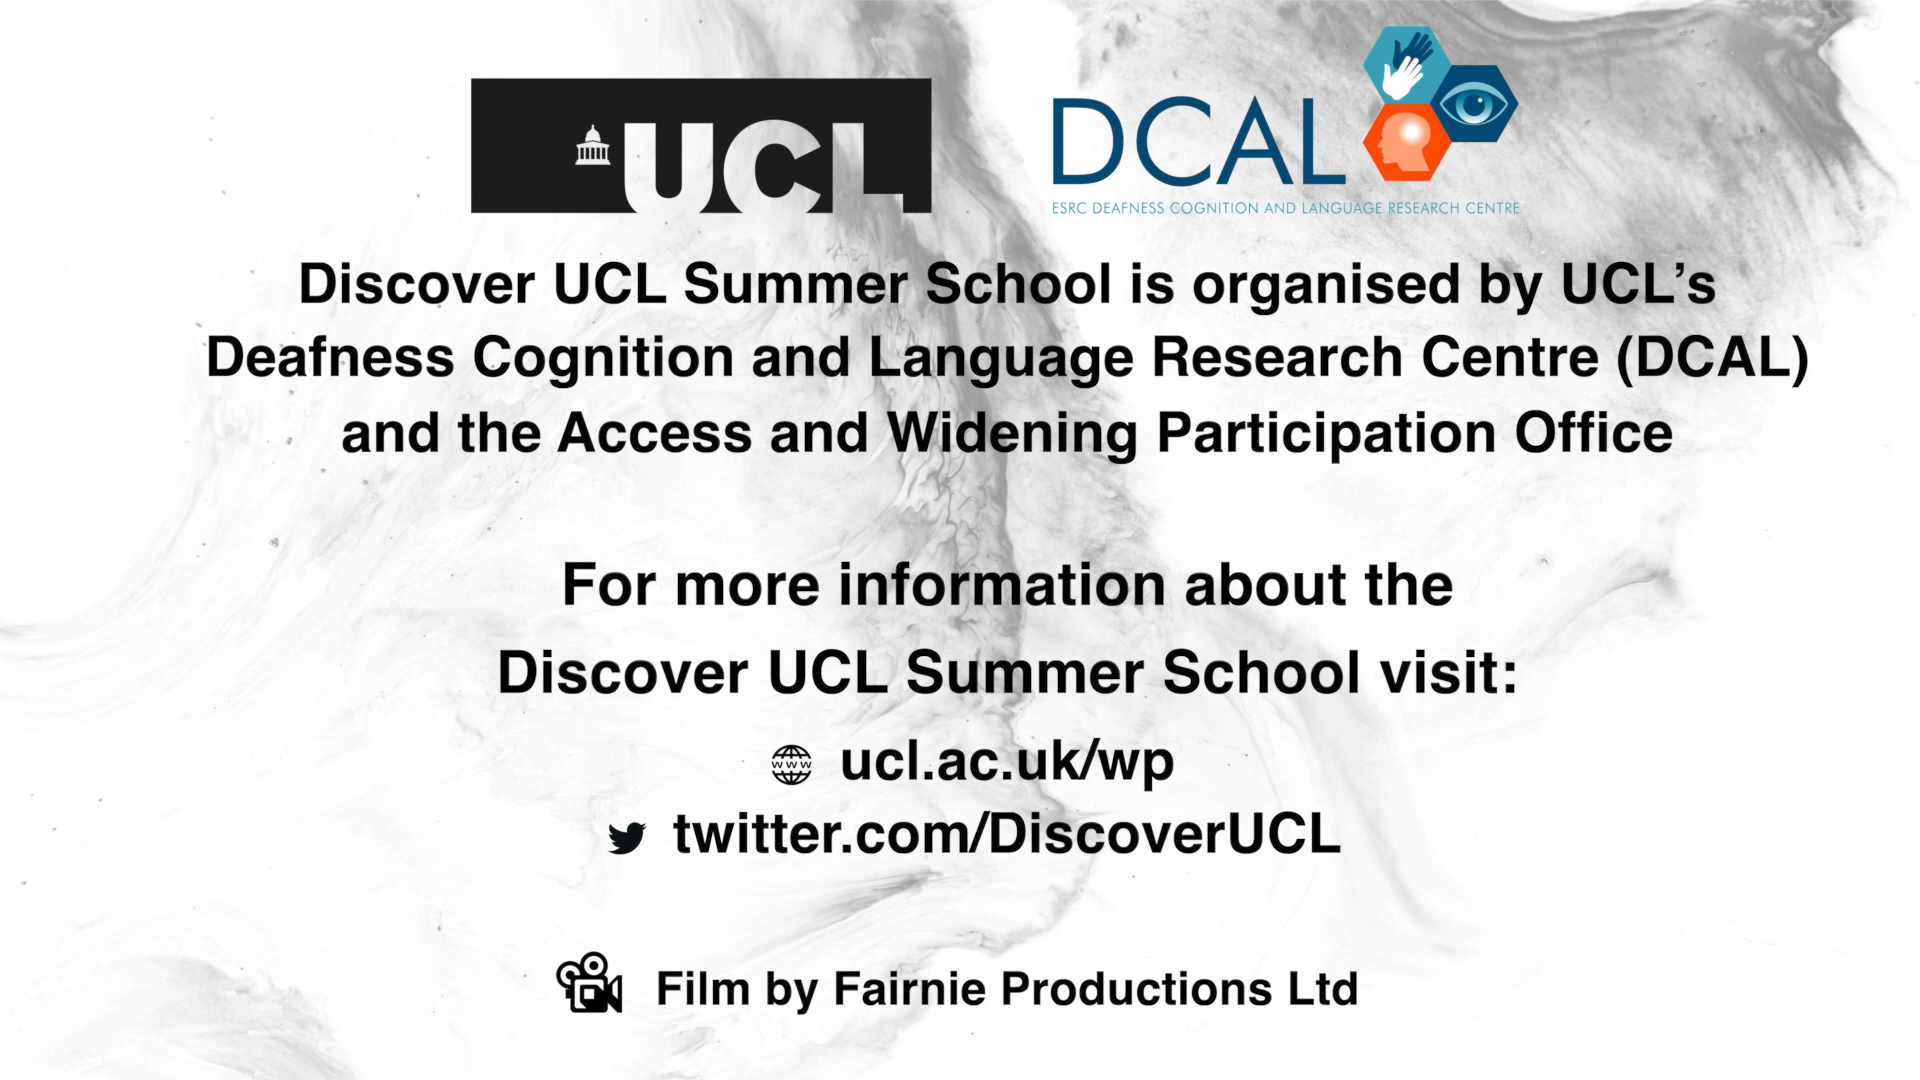 UCL
DCAL
ESRC DEAFNESS COGNITION AND LANGUAGE RESEARCH CENTRE
Discover UCL Summer School is organised by UCL’s
Deafness Cognition and Language Research Centre (DCAL)
and the Access and Widening Participation Office
For more information about the
Discover UCL Summer School visit:
www ucl.ac.uk/wp
twitter.com/DiscoverUCL
Film by Fairnie Productions Ltd